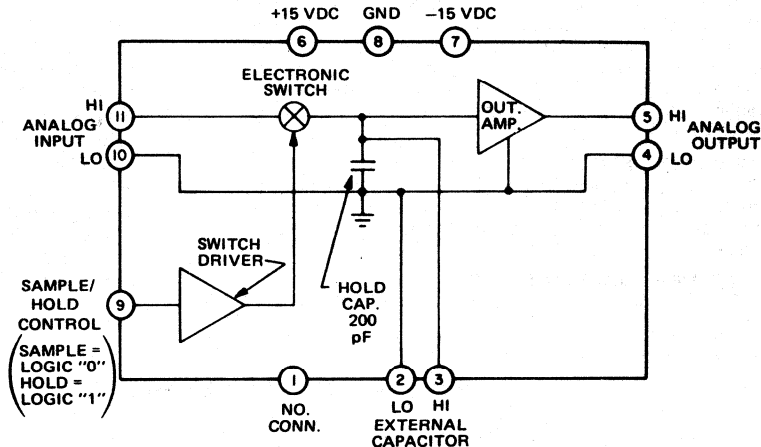 +15 VDC
GND
−15 VDC
6
8
7
ELECTRONIC
SWITCH
HI
11
ANALOG
INPUT
LO
10
OUT.
AMP.
5
HI
ANALOG
OUTPUT
4
LO
SWITCH
DRIVER
HOLD
CAP.
200
pF
SAMPLE/
HOLD
CONTROL
9
SAMPLE =
LOGIC "0"
HOLD =
LOGIC "1"
1
2
3
NO.
CONN.
LO HI
EXTERNAL
CAPACITOR